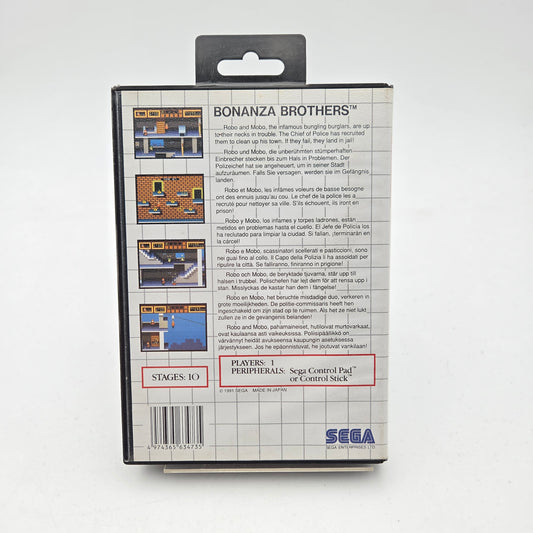 BONANZA BROTHERS™
Robo and Mobo, the infamous bungling burglars, are up
to their necks in trouble. The Chief of Police has recruited
them to clean up his town. If they fail, they land in jail!
Robo und Mobo, die unberühmten stümperhaften
Einbrecher stecken bis zum Hals in Problemen. Der
Polizeichef hat sie angeheuert, um in seiner Stadt
aufzuräumen. Falls Sie versagen, werden sie im Gefängnis
landen.
Robo et Mobo, les infâmes voleurs de basse besogne
ont des ennuis jusqu'au cou. Le chef de la police les a
recruté pour nettoyer sa ville. S'ils échouent, ils iront en
prison!
Robo y Mobo, los infames y torpes ladrones, están
metidos en problemas hasta el cuello. El Jefe de Policía los
ha reclutado para limpiar la ciudad. Si fallan, ¡terminarán en
la cárcel!
Robo e Mobo, scassinatori scellerati e pasticcioni, sono
nei guai fino al collo. Il Capo della Polizia li ha assoldati per
ripulire la città. Se falliranno, finiranno in prigione!
Robo och Mobo, de beryktade tjuvarna, står upp till
halsen i trubbel. Polischefen har lejt dem för att rensa upp i
stan. Misslyckas de kastar han dem i fängelse!
Robo en Mobo, het beruchte misdadige duo, verkeren in
grote moeilijkheden. De politie-commissaris heeft hen
ingeschakeld om zijn stad op te ruimen. Als het ze niet lukt
zullen ze in de gevangenis belanden!
Robo and Mobo, pahamaineiset, hutiloivat murtovarkaat,
ovat kaulaansa asti vaikeuksissa. Poliisipäällikkö on
värvännyt heidät avukseensa kaupungin asetuksessa
järjestykseen. Jos he epäonnistuvat, he joutuvat vankilaan!
STAGES: 10
PLAYERS: 1
PERIPHERALS: Sega Control Pad™
or Control Stick™
© 1991 SEGA MADE IN JAPAN
4 974365 634735
SEGA
SEGA ENTERPRISES LTD.